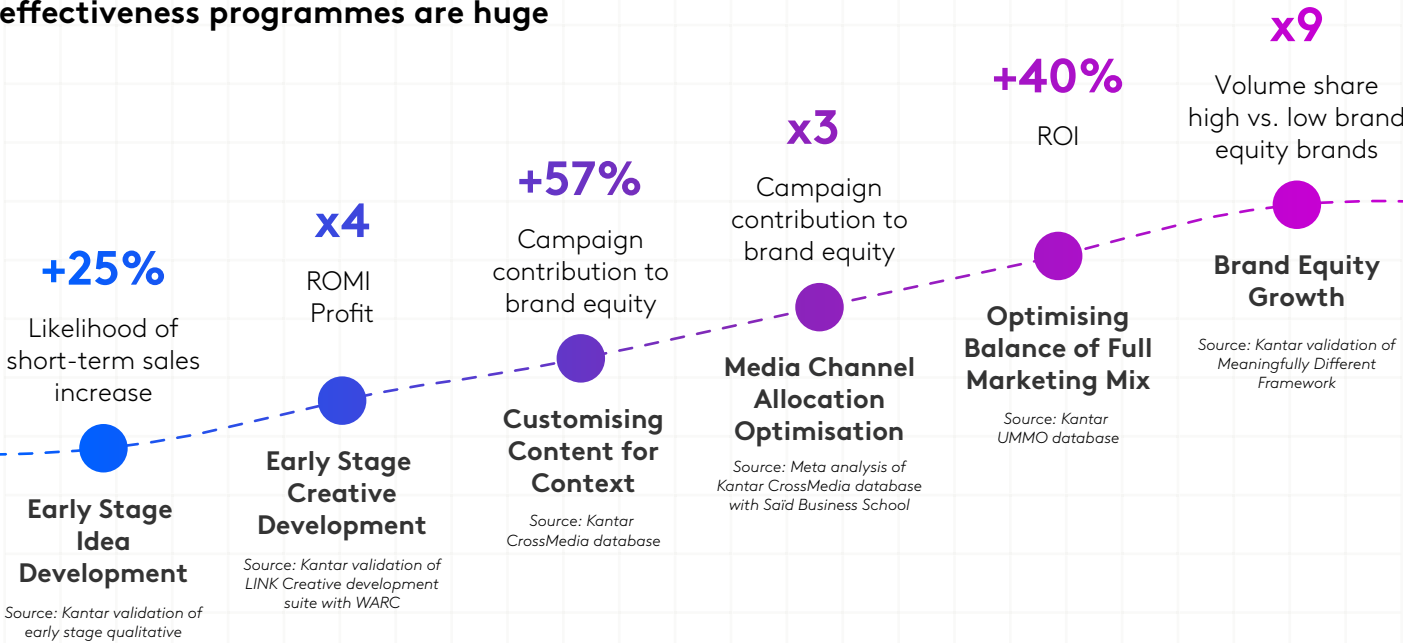 effectiveness programmes are huge
+25%
Likelihood of
short-term sales
increase
Early Stage
Idea
Development
Source: Kantar validation of
early stage qualitative
x4
ROMI
Profit
Early Stage
Creative
Development
Source: Kantar validation of
LINK Creative development
suite with WARC
+57%
Campaign
contribution to
brand equity
Customising
Content for
Context
Source: Kantar
CrossMedia database
x3
Campaign
contribution to
brand equity
Media Channel
Allocation
Optimisation
Source: Meta analysis of
Kantar CrossMedia database
with Saïd Business School
+40%
ROI
Optimising
Balance of Full
Marketing Mix
Source: Kantar
UMMO database
x9
Volume share
high vs. low brand
equity brands
Brand Equity
Growth
Source: Kantar validation of
Meaningfully Different
Framework